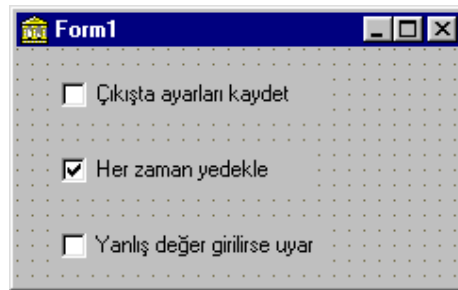 Form1
Çıkışta ayarları kaydet
Her zaman yedekle
Yanlış değer girilirse uyar